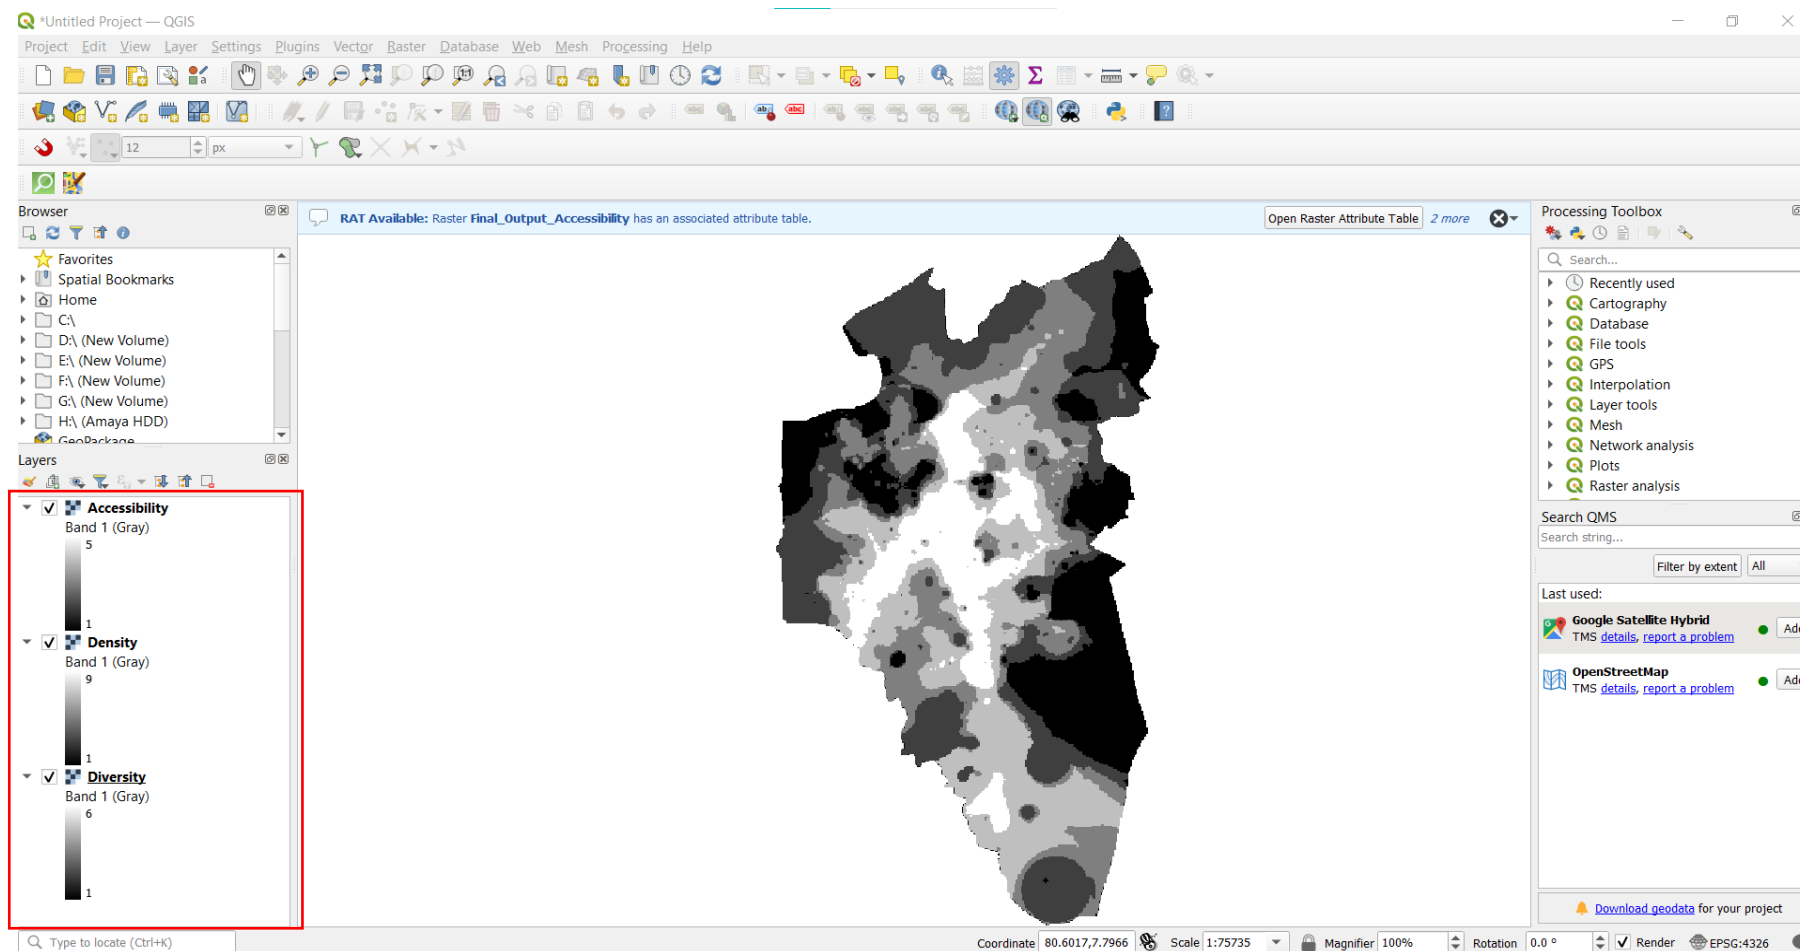 *Untitled Project — QGIS
Project Edit View Layer Settings Plugins Vector Raster Database Web Mesh Processing Help
12 px
Browser
Favorites
Spatial Bookmarks
Home
C:\
D:\ (New Volume)
E:\ (New Volume)
F:\ (New Volume)
G:\ (New Volume)
H:\ (Amaya HDD)
GeoPackage
Layers
Accessibility
Band 1 (Gray)
5
1
Density
Band 1 (Gray)
9
1
Diversity
Band 1 (Gray)
6
1
Type to locate (Ctrl+K)
RAT Available: Raster Final_Output_Accessibility has an associated attribute table.
Open Raster Attribute Table 2 more
Processing Toolbox
Search...
Recently used
Cartography
Database
File tools
GPS
Interpolation
Layer tools
Mesh
Network analysis
Plots
Raster analysis
Search QMS
Search string...
Filter by extent All
Last used:
Google Satellite Hybrid
TMS details, report a problem
OpenStreetMap
TMS details, report a problem
Download geodata for your project
Coordinate 80.6017,7.7966 Scale 1:75735 Magnifier 100% Rotation 0.0 ° Render EPSG:4326